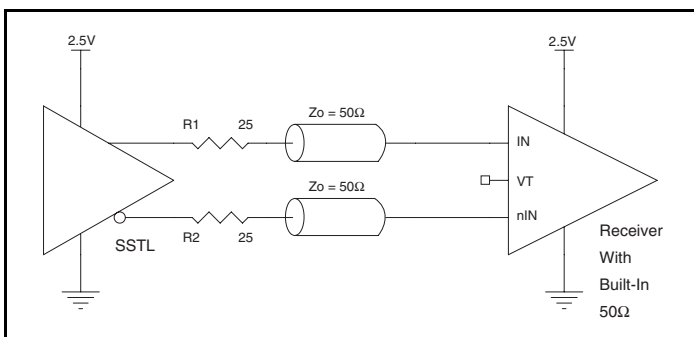 2.5V
2.5V
R1 25
Zo = 50Ω
IN
VT
Zo = 50Ω
nIN
R2 25
SSTL
Receiver
With
Built-In
50Ω